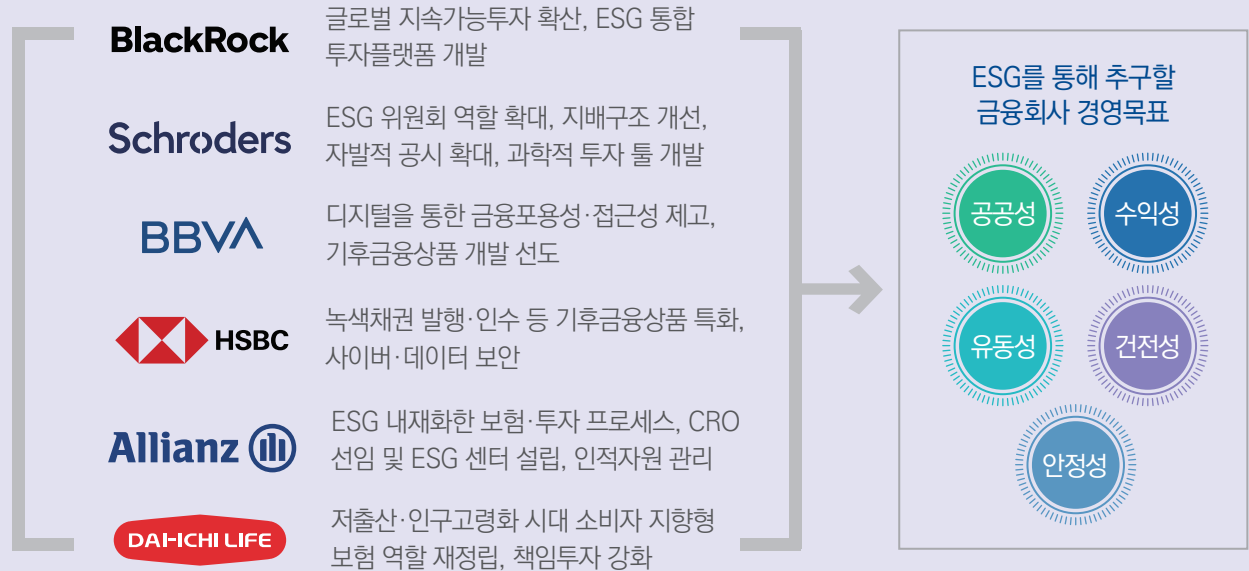 BlackRock
글로벌 지속가능투자 확산, ESG 통합
투자플랫폼 개발
Schroders
ESG 위원회 역할 확대, 지배구조 개선,
자발적 공시 확대, 과학적 투자 툴 개발
BBVA
디지털을 통한 금융포용성·접근성 제고,
기후금융상품 개발 선도
HSBC
녹색채권 발행·인수 등 기후금융상품 특화,
사이버·데이터 보안
Allianz
ESG 내재화한 보험·투자 프로세스, CRO
선임 및 ESG 센터 설립, 인적자원 관리
DAI-ICHI LIFE
저출산·인구고령화 시대 소비자 지향형
보험 역할 재정립, 책임투자 강화
ESG를 통해 추구할
금융회사 경영목표
공공성
수익성
유동성
건전성
안정성